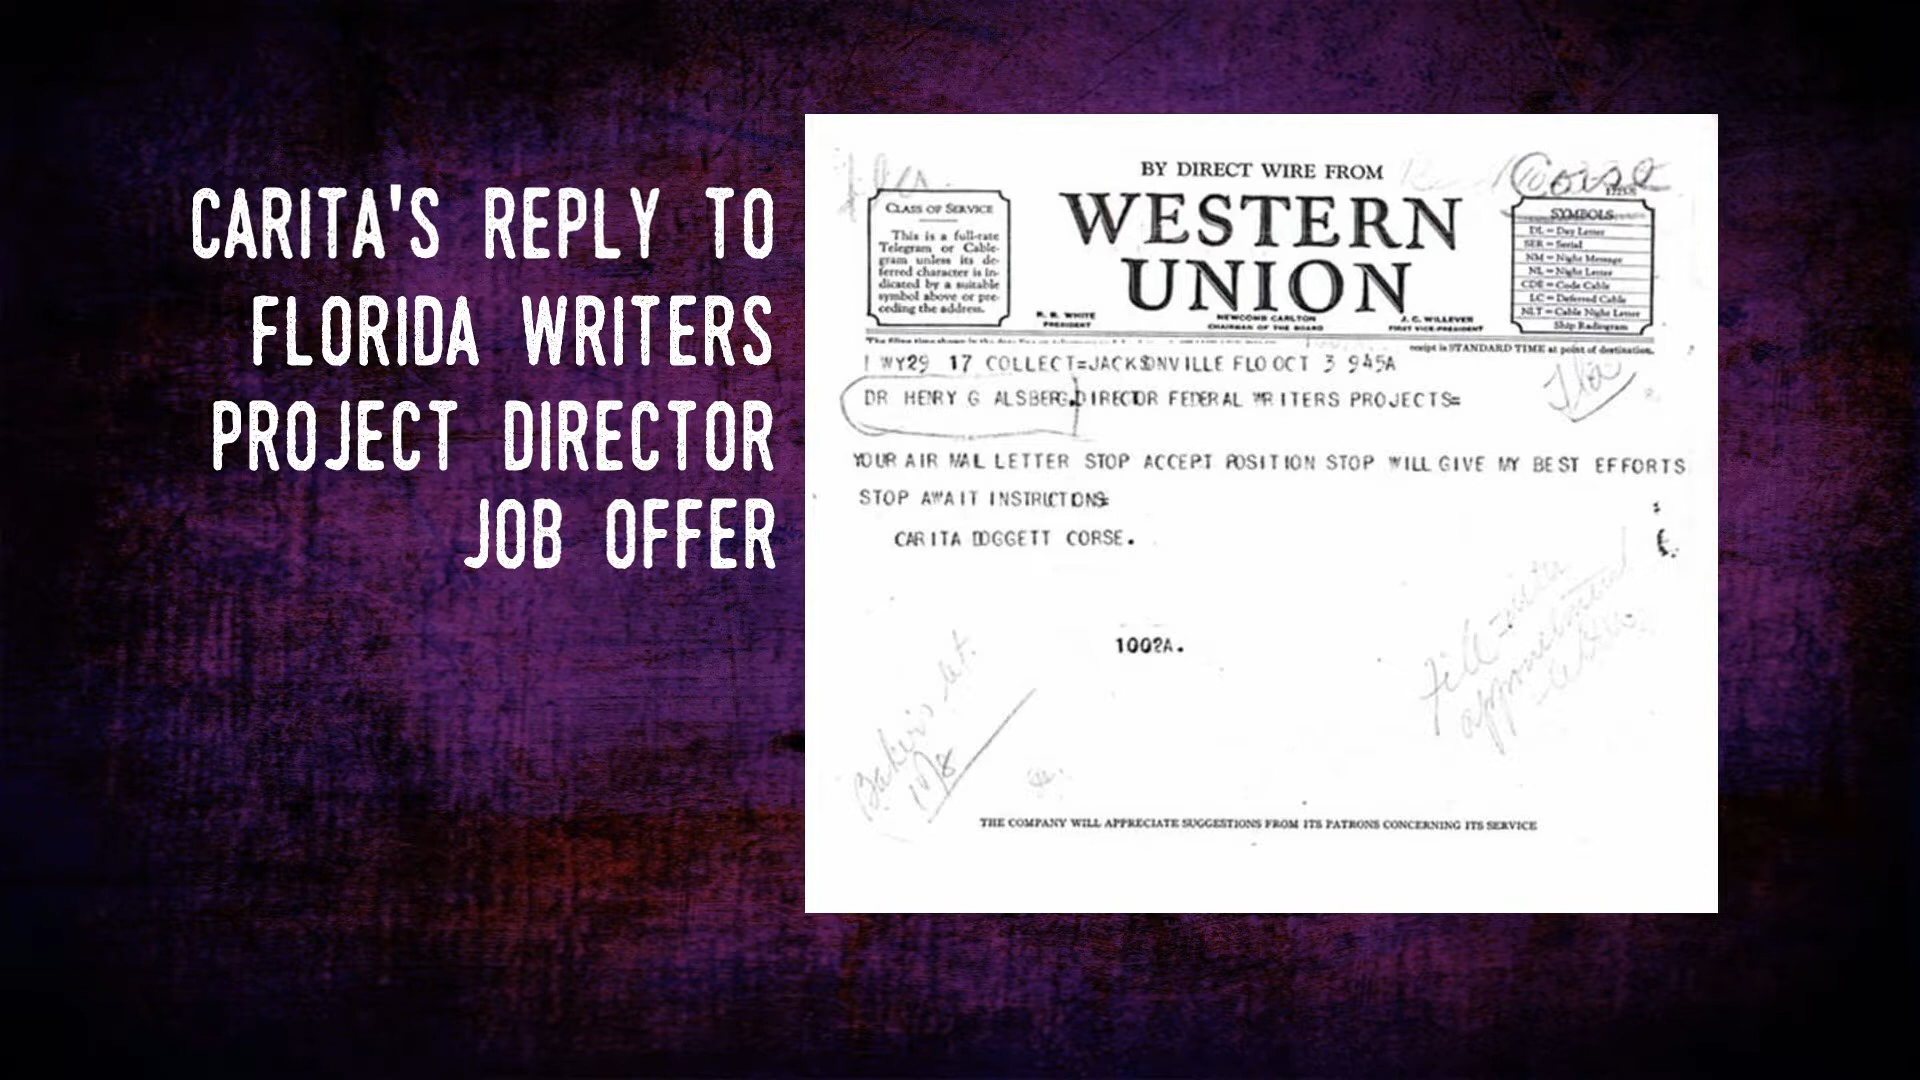 CARITA'S REPLY TO
FLORIDA WRITERS
PROJECT DIRECTOR
JOB OFFER
BY DIRECT WIRE FROM
WESTERN
UNION
Corse
1225-S
CLASS OF SERVICE
This is a full-rate
Telegram or Cable-
gram unless its de-
ferred character is in-
dicated by a suitable
symbol above or pre-
ceding the address.
SYMBOLS
DL = Day Letter
SER = Serial
NM = Night Message
NL = Night Letter
CDE = Code Cable
LC = Deferred Cable
NLT = Cable Night Letter
Ship Radiogram
R. B. WHITE
PRESIDENT
NEWCOMB CARLTON
CHAIRMAN OF THE BOARD
J. C. WILLEVER
FIRST VICE-PRESIDENT
receipt is STANDARD TIME at point of destination.
WY29 17 COLLECT=JACKSONVILLE FLO OCT 3 945A
DR HENRY G ALSBERG, DIRECTOR FEDERAL WRITERS PROJECTS=
Fla
YOUR AIR MAL LETTER STOP ACCEPT POSITION STOP WILL GIVE MY BEST EFFORTS
STOP AWAIT INSTRUCTIONS=
CARITA DOGGETT CORSE.
1002A.
THE COMPANY WILL APPRECIATE SUGGESTIONS FROM ITS PATRONS CONCERNING ITS SERVICE